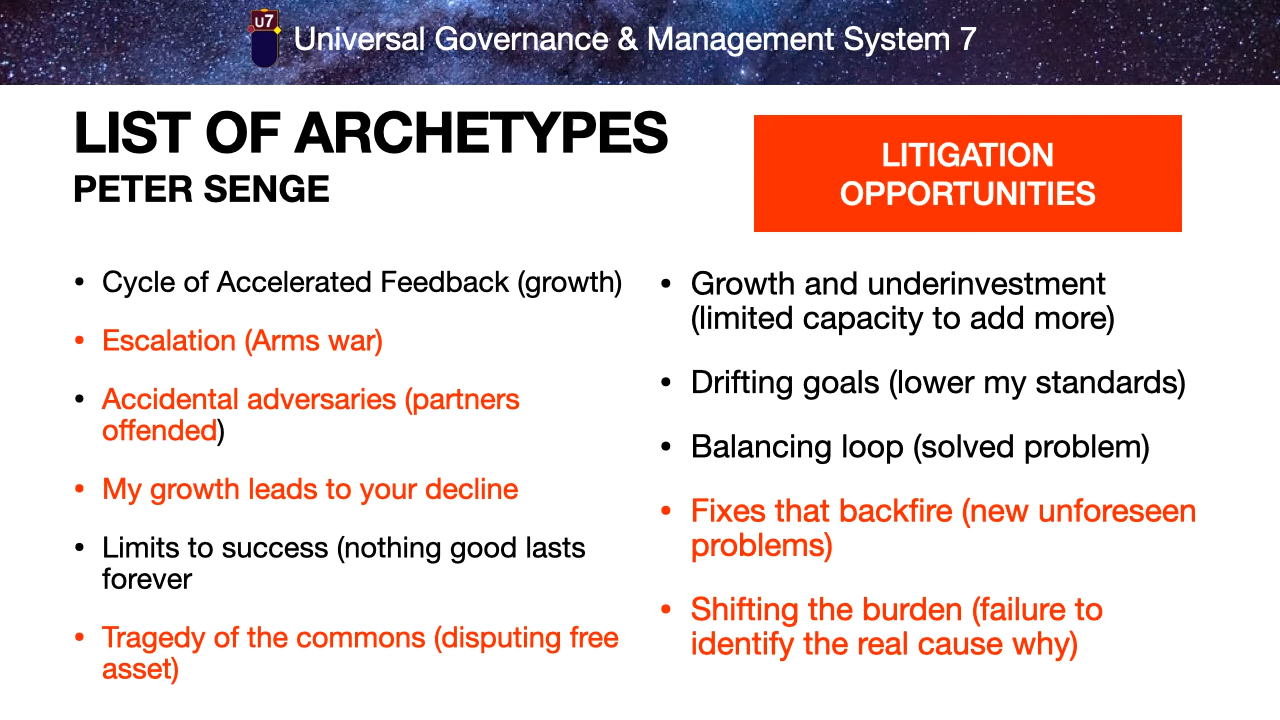 U7
Universal Governance & Management System 7
LIST OF ARCHETYPES
PETER SENGE
LITIGATION
OPPORTUNITIES
• Cycle of Accelerated Feedback (growth)
• Escalation (Arms war)
• Accidental adversaries (partners
offended)
• My growth leads to your decline
• Limits to success (nothing good lasts
forever
• Tragedy of the commons (disputing free
asset)
• Growth and underinvestment
(limited capacity to add more)
• Drifting goals (lower my standards)
• Balancing loop (solved problem)
• Fixes that backfire (new unforeseen
problems)
• Shifting the burden (failure to
identify the real cause why)